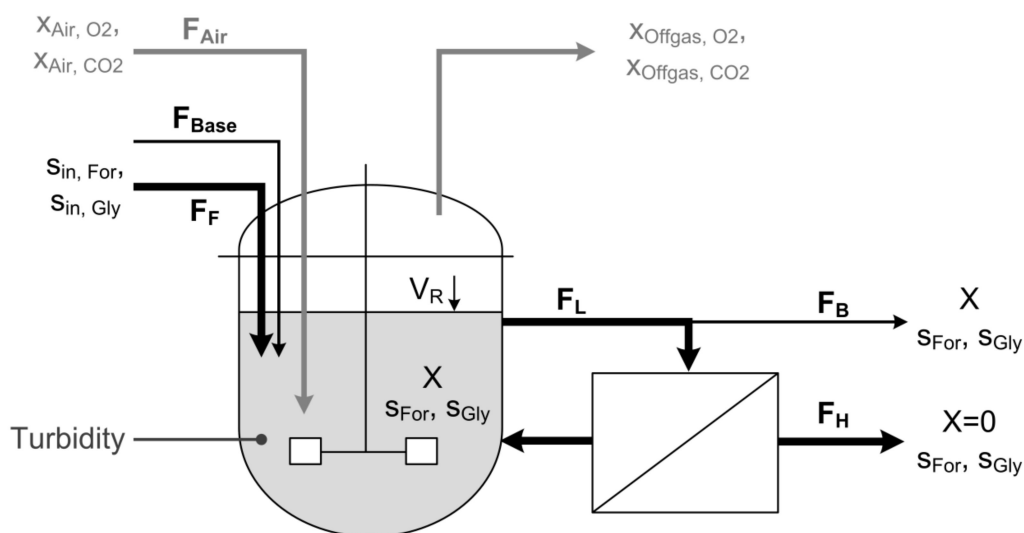 xAir, O2,
xAir, CO2
FAir
xOffgas, O2,
xOffgas, CO2
FBase
sin, For,
sin, Gly
FF
VR
FL
FB
X
sFor, sGly
X
sFor, sGly
FH
X=0
sFor, sGly
Turbidity